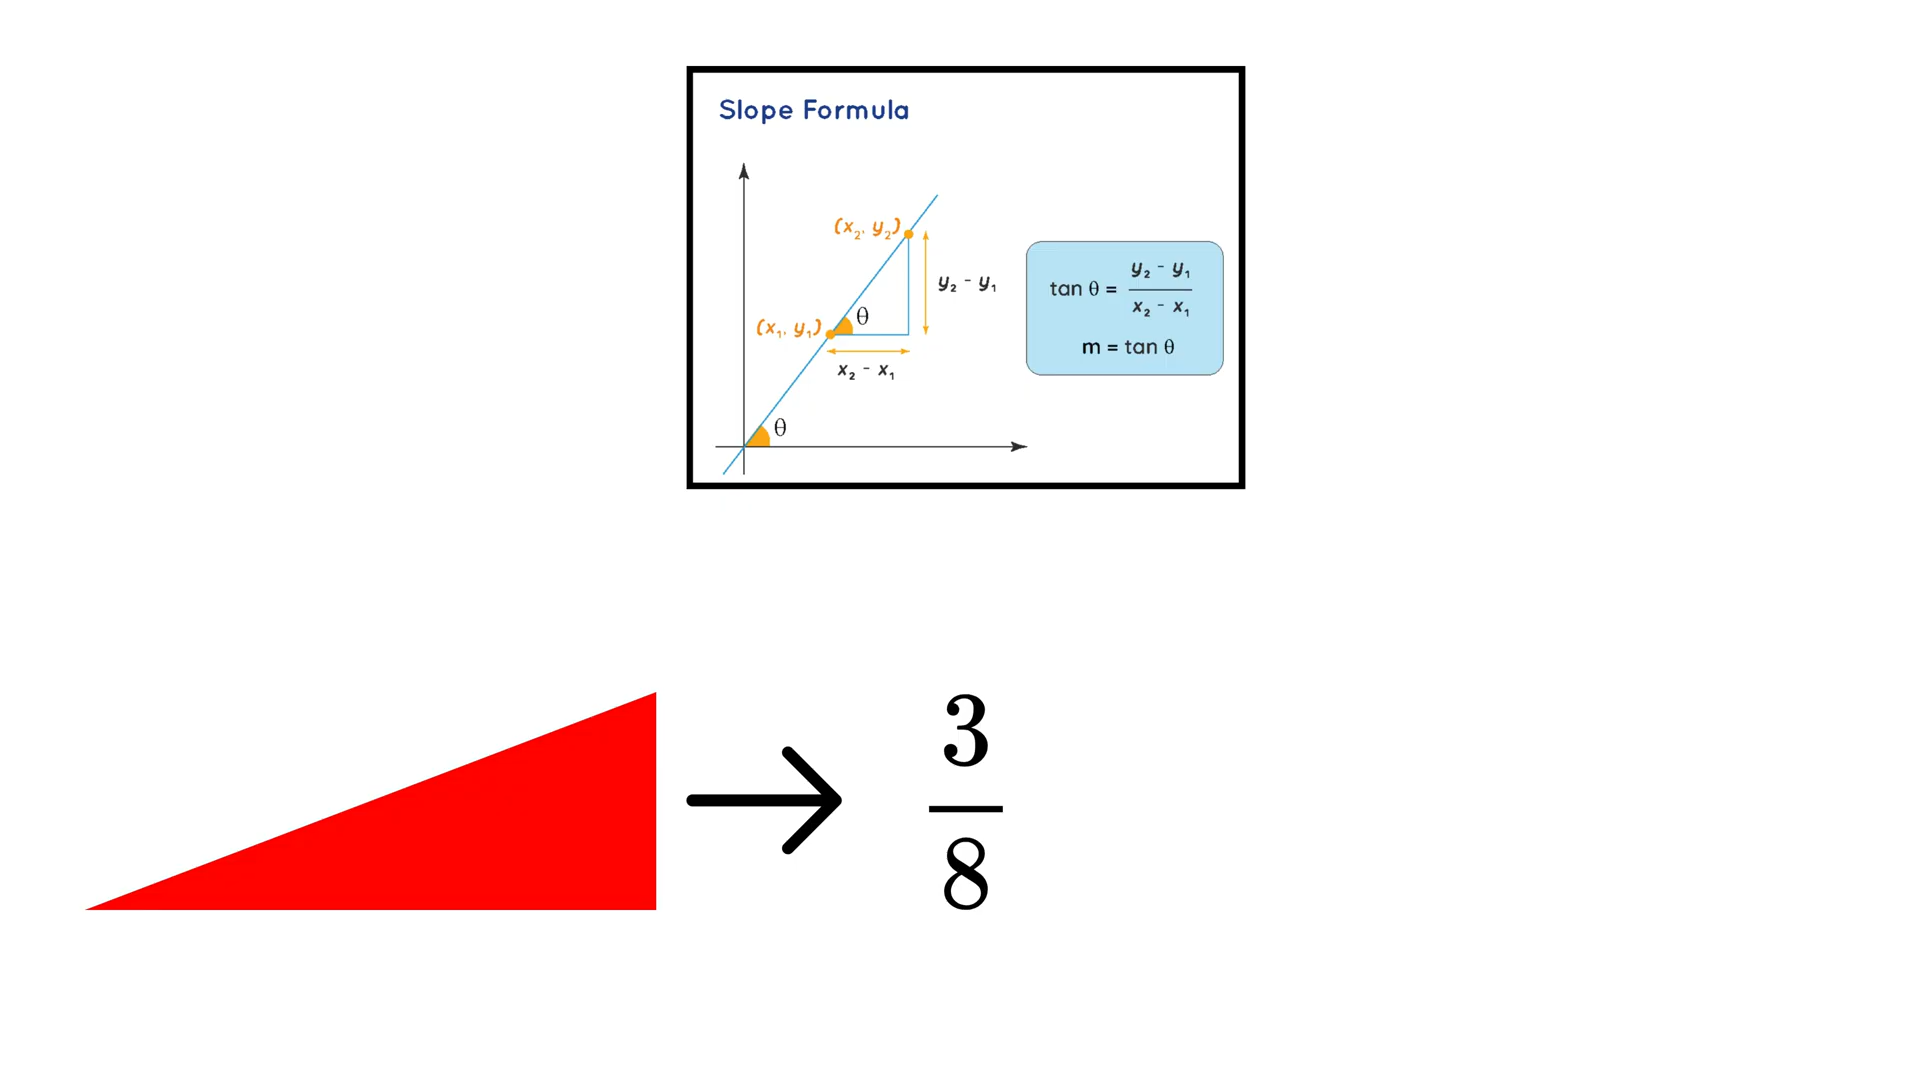 Slope Formula
(x₂, y₂)
y₂ - y₁
(x₁, y₁)
θ
x₂ - x₁
θ
tan θ = y₂ - y₁ / x₂ - x₁
m = tan θ
3
8